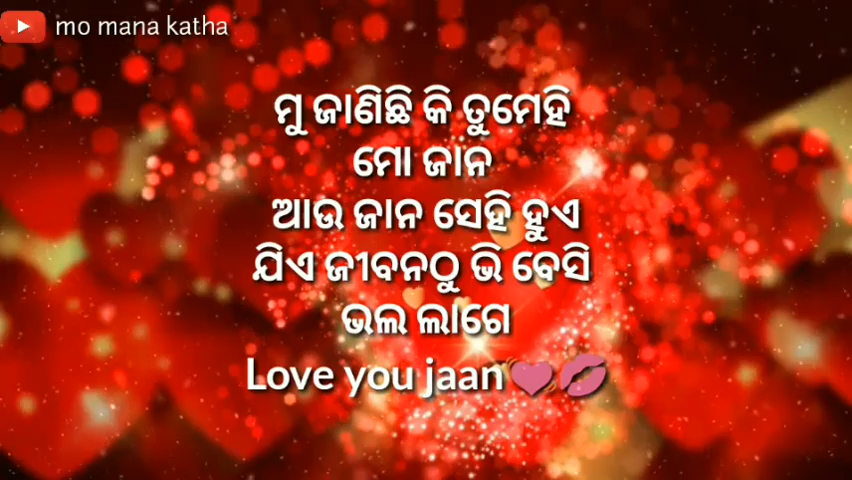 mo mana katha
ମୁ ଜାଣିଛି କି ତୁମେହି
ମୋ ଜାନ
ଆଉ ଜାନ ସେହି ହୁଏ
ଯିଏ ଜୀବନଠୁ ଭି ବେସି
ଭଲ ଲାଗେ
Love you jaan💓💋